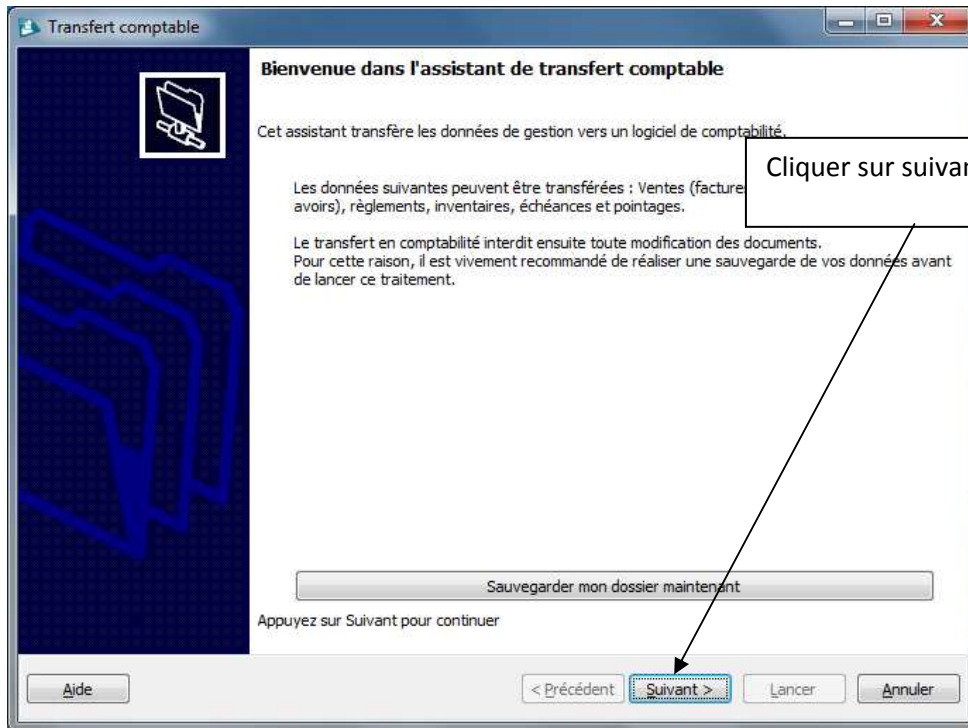 Transfert comptable
Bienvenue dans l'assistant de transfert comptable
Cet assistant transfère les données de gestion vers un logiciel de comptabilité.
Cliquer sur suivan
Les données suivantes peuvent être transférées : Ventes (factures
avoirs), règlements, inventaires, échéances et pointages.
Le transfert en comptabilité interdit ensuite toute modification des documents.
Pour cette raison, il est vivement recommandé de réaliser une sauvegarde de vos données avant
de lancer ce traitement.
Sauvegarder mon dossier maintenant
Appuyez sur Suivant pour continuer
Aide
< Précédent
Suivant >
Lancer
Annuler